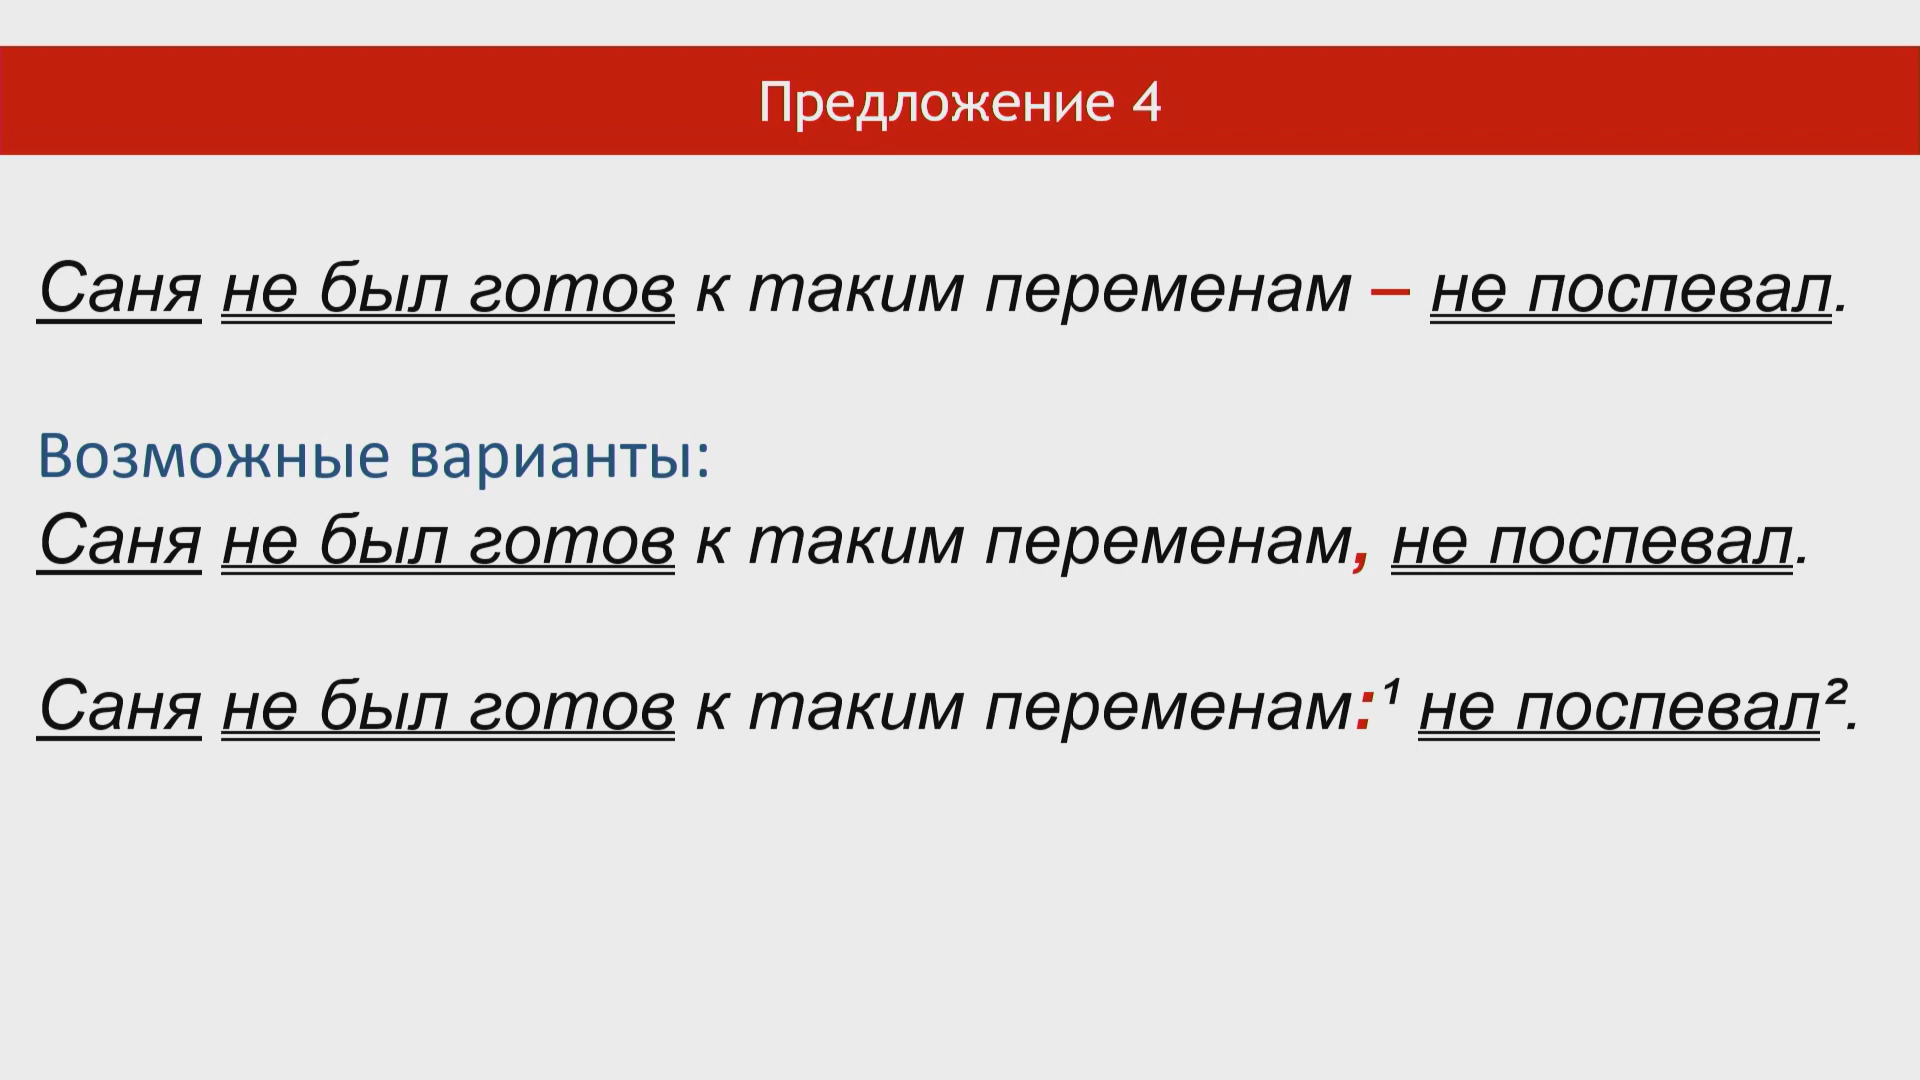 Предложение 4
Саня не был готов к таким переменам – не поспевал.
Возможные варианты:
Саня не был готов к таким переменам, не поспевал.
Саня не был готов к таким переменам:¹ не поспевал².